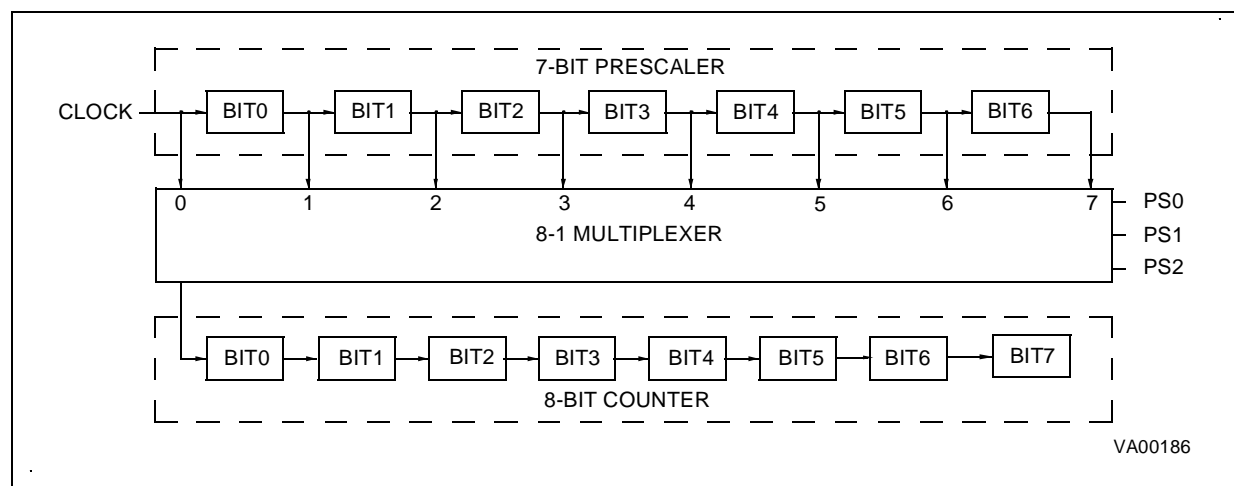 7-BIT PRESCALER
CLOCK BIT0 BIT1 BIT2 BIT3 BIT4 BIT5 BIT6
0 1 2 3 4 5 6 7 PS0
8-1 MULTIPLEXER PS1
PS2
BIT0 BIT1 BIT2 BIT3 BIT4 BIT5 BIT6 BIT7
8-BIT COUNTER
VA00186